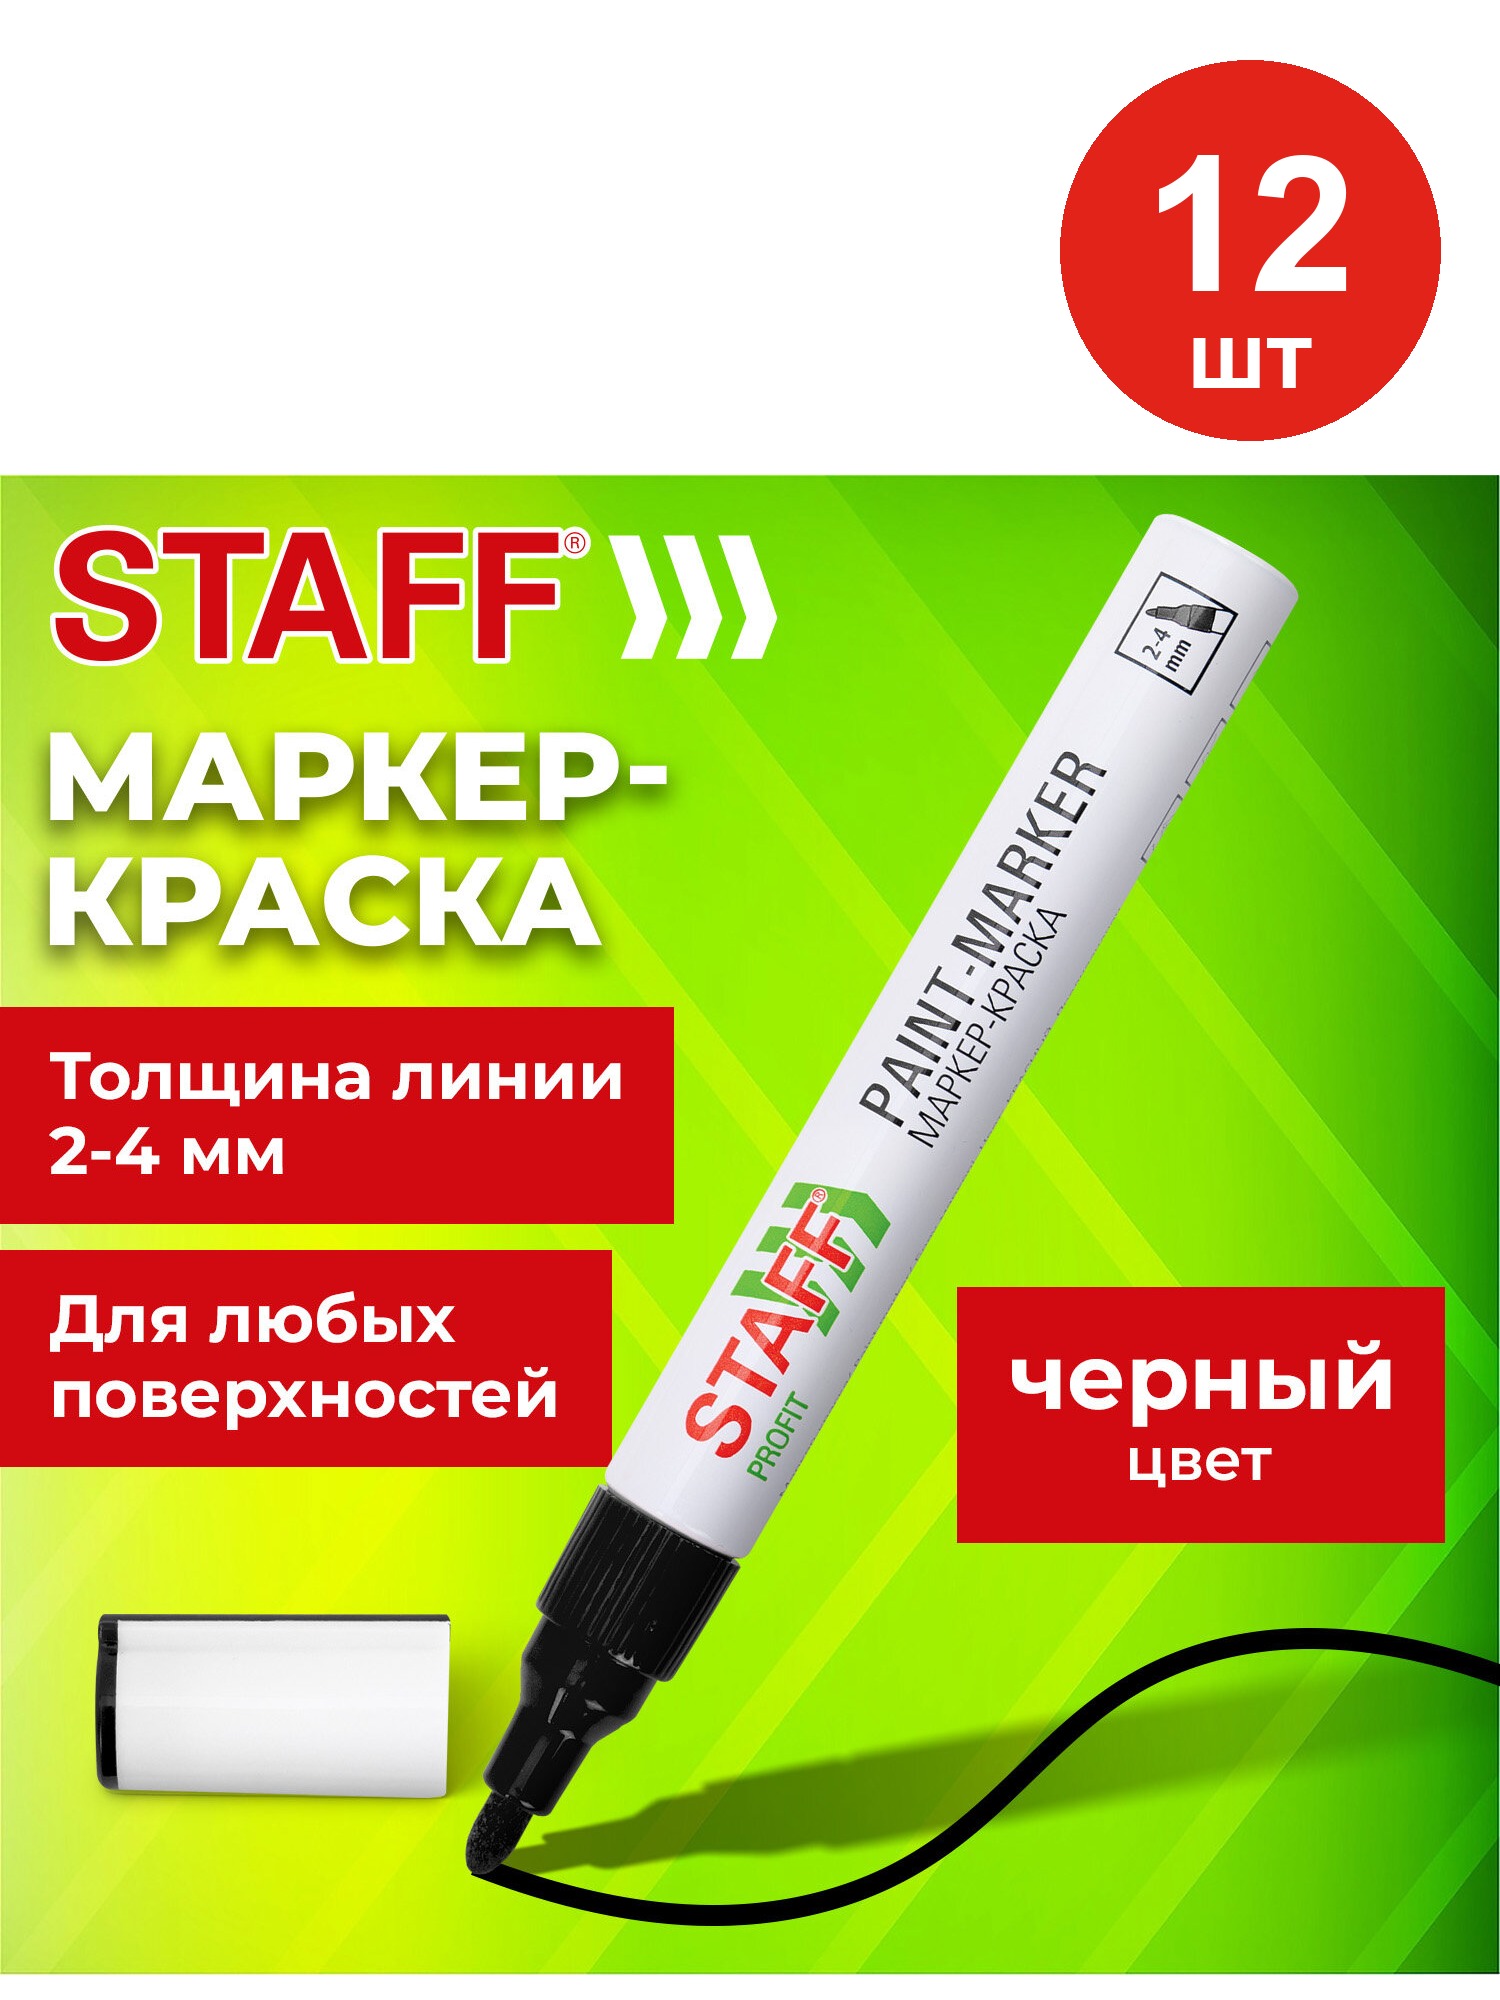 12
шт
STAFF®
МАРКЕР-
КРАСКА
Толщина линии
2-4 мм
Для любых
поверхностей
черный
цвет
2-4
mm
PAINT-MARKER
МАРКЕР-КРАСКА
STAFF®
PROFIT